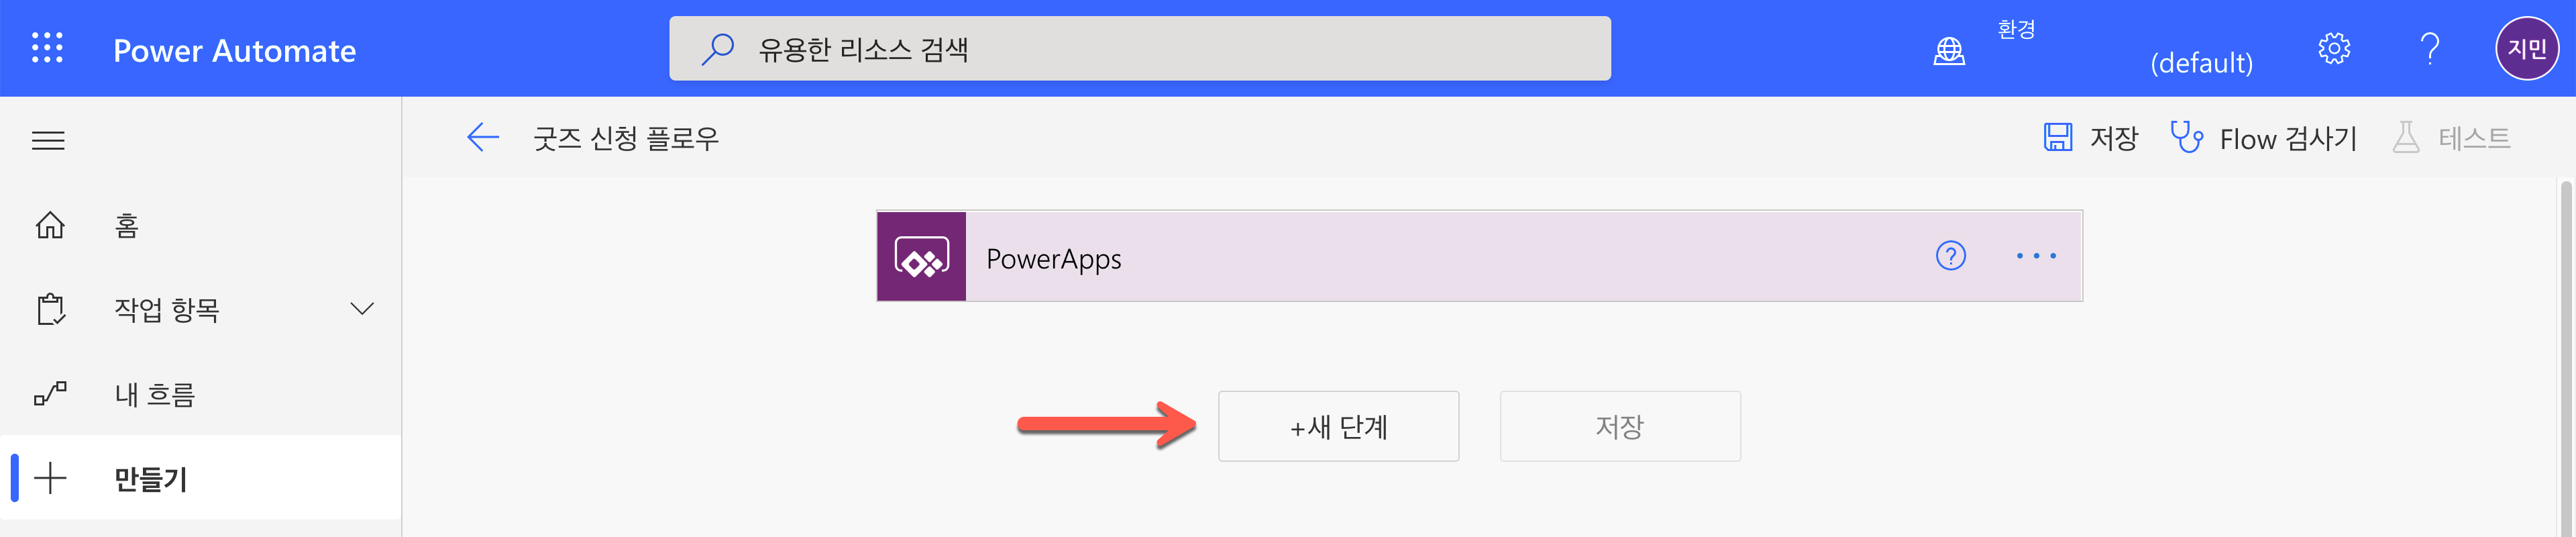 Power Automate
유용한 리소스 검색
환경
(default)
지민
굿즈 신청 플로우
저장
Flow 검사기
테스트
홈
작업 항목
내 흐름
만들기
PowerApps
+새 단계
저장